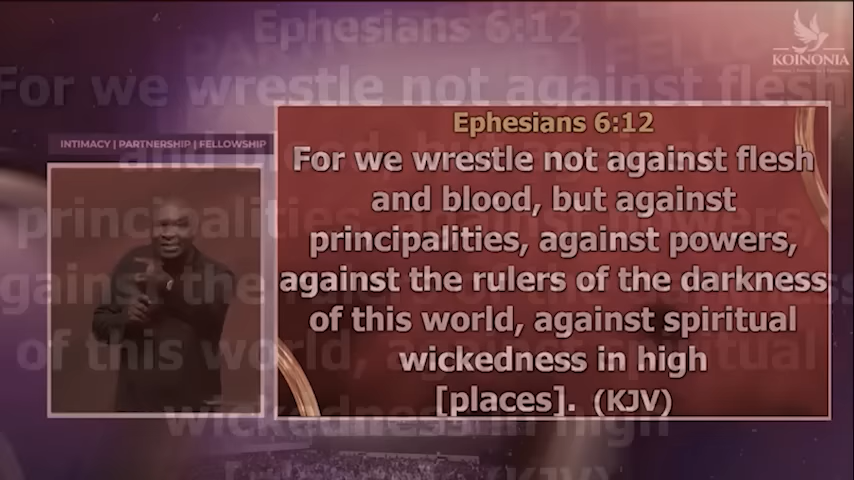 Ephesians 6:12
For we wrestle not against flesh
KOINONIA
INTIMACY | PARTNERSHIP | FELLOWSHIP
Ephesians 6:12
For we wrestle not against flesh
and blood, but against
principalities, against powers,
against the rulers of the darkness
of this world, against spiritual
wickedness in high
[places]. (KJV)